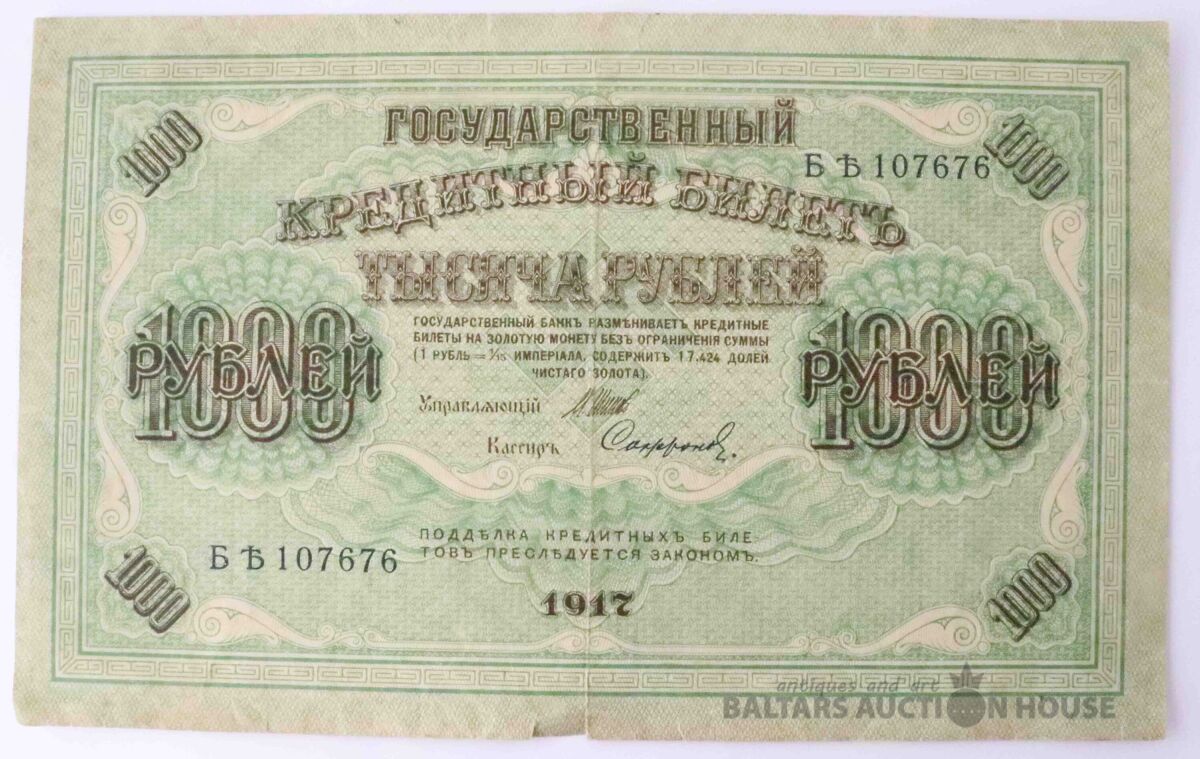 ГОСУДАРСТВЕННЫЙ
КРЕДИТНЫЙ БИЛЕТЪ
ТЫСЯЧА РУБЛЕЙ
1000
1000
БѢ 107676
1000
РУБЛЕЙ
1000
РУБЛЕЙ
ГОСУДАРСТВЕННЫЙ БАНКЪ РАЗМѢНИВАЕТЪ КРЕДИТНЫЕ
БИЛЕТЫ НА ЗОЛОТУЮ МОНЕТУ БЕЗЪ ОГРАНИЧЕНІЯ СУММЫ
(1 РУБЛЬ = 1/15 ИМПЕРІАЛА, СОДЕРЖИТЪ 17,424 ДОЛЕЙ
ЧИСТАГО ЗОЛОТА).
Управляющій
Кассиръ Сафронов.
ПОДДѢЛКА КРЕДИТНЫХЪ БИЛЕ-
ТОВЪ ПРЕСЛѢДУЕТСЯ ЗАКОНОМЪ.
БѢ 107676
1917
1000
1000
antiques and art
BALTARS AUCTION HOUSE